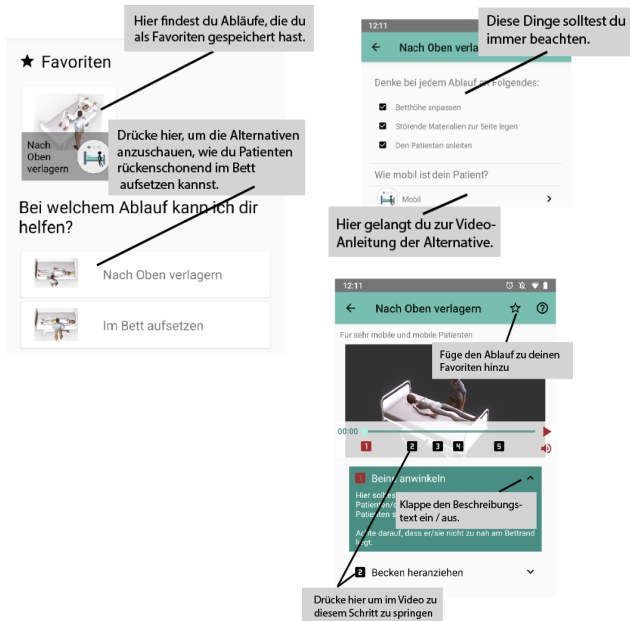 Hier findest du Abläufe, die du
als Favoriten gespeichert hast.
★ Favoriten
Nach
Oben
verlagern
Drücke hier, um die Alternativen
anzuschauen, wie du Patienten
rückenschonend im Bett
aufsetzen kannst.
Bei welchem Ablauf kann ich dir
helfen?
Nach Oben verlagern
Im Bett aufsetzen
12:11
Nach Oben verla
Diese Dinge solltest du
immer beachten.
Denke bei jedem Ablauf an Folgendes:
Betthöhe anpassen
Störende Materialien zur Seite legen
Den Patienten anleiten
Wie mobil ist dein Patient?
Mobil
Hier gelangt du zur Video-
Anleitung der Alternative.
12:11
Nach Oben verlagern
Für sehr mobile und mobile Patienten
Füge den Ablauf zu deinen
Favoriten hinzu
00:00
1 2 3 4 5
1 Beine anwinkeln
Hier solltes
Patienten/
Patienten s
Klappe den Beschreibungs-
text ein / aus.
Achte darauf, dass er/sie nicht zu nah am Bettrand
liegt.
2 Becken heranziehen
Drücke hier um im Video zu
diesem Schritt zu springen